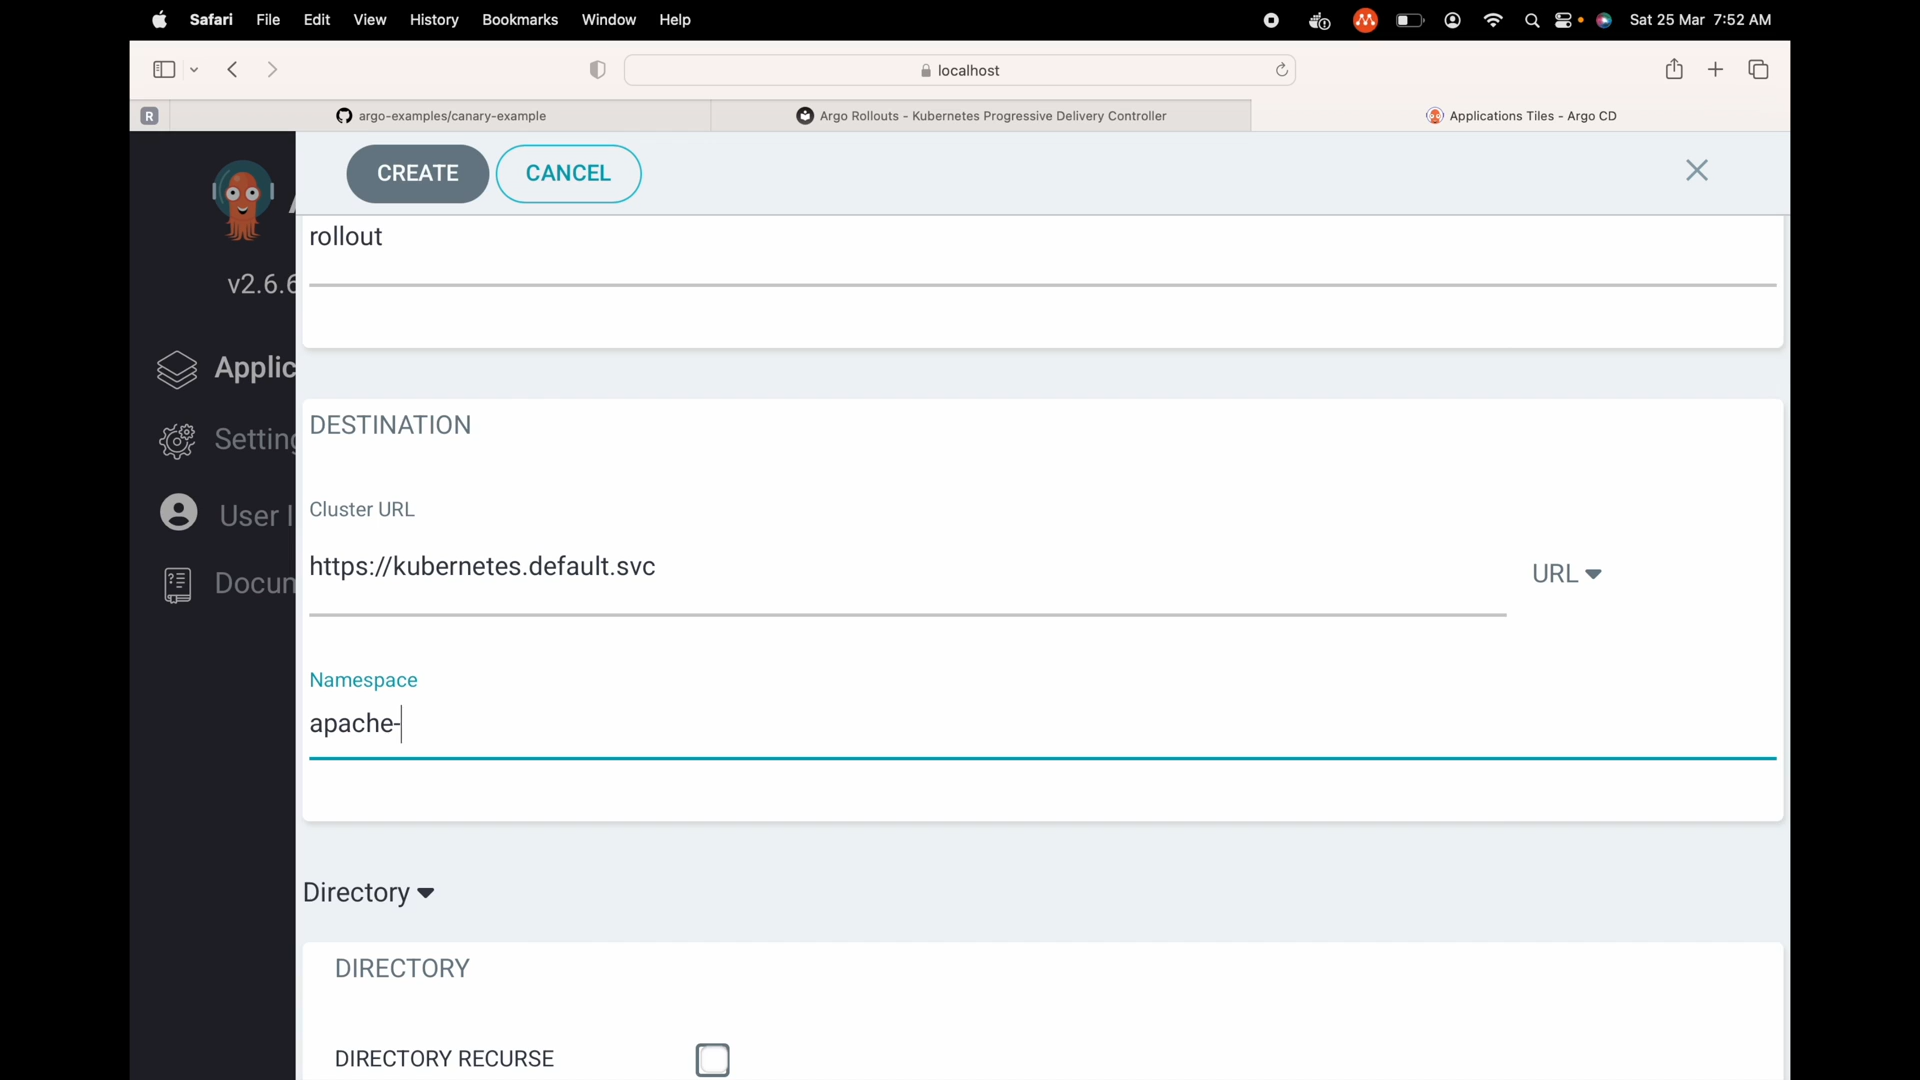 Safari File Edit View History Bookmarks Window Help Sat 25 Mar 7:52 AM
localhost
R argo-examples/canary-example Argo Rollouts - Kubernetes Progressive Delivery Controller Applications Tiles - Argo CD
CREATE CANCEL
rollout
v2.6.6
Applic
DESTINATION
Setting
Cluster URL
User I
https://kubernetes.default.svc URL
Docum
Namespace
apache-
Directory
DIRECTORY
DIRECTORY RECURSE